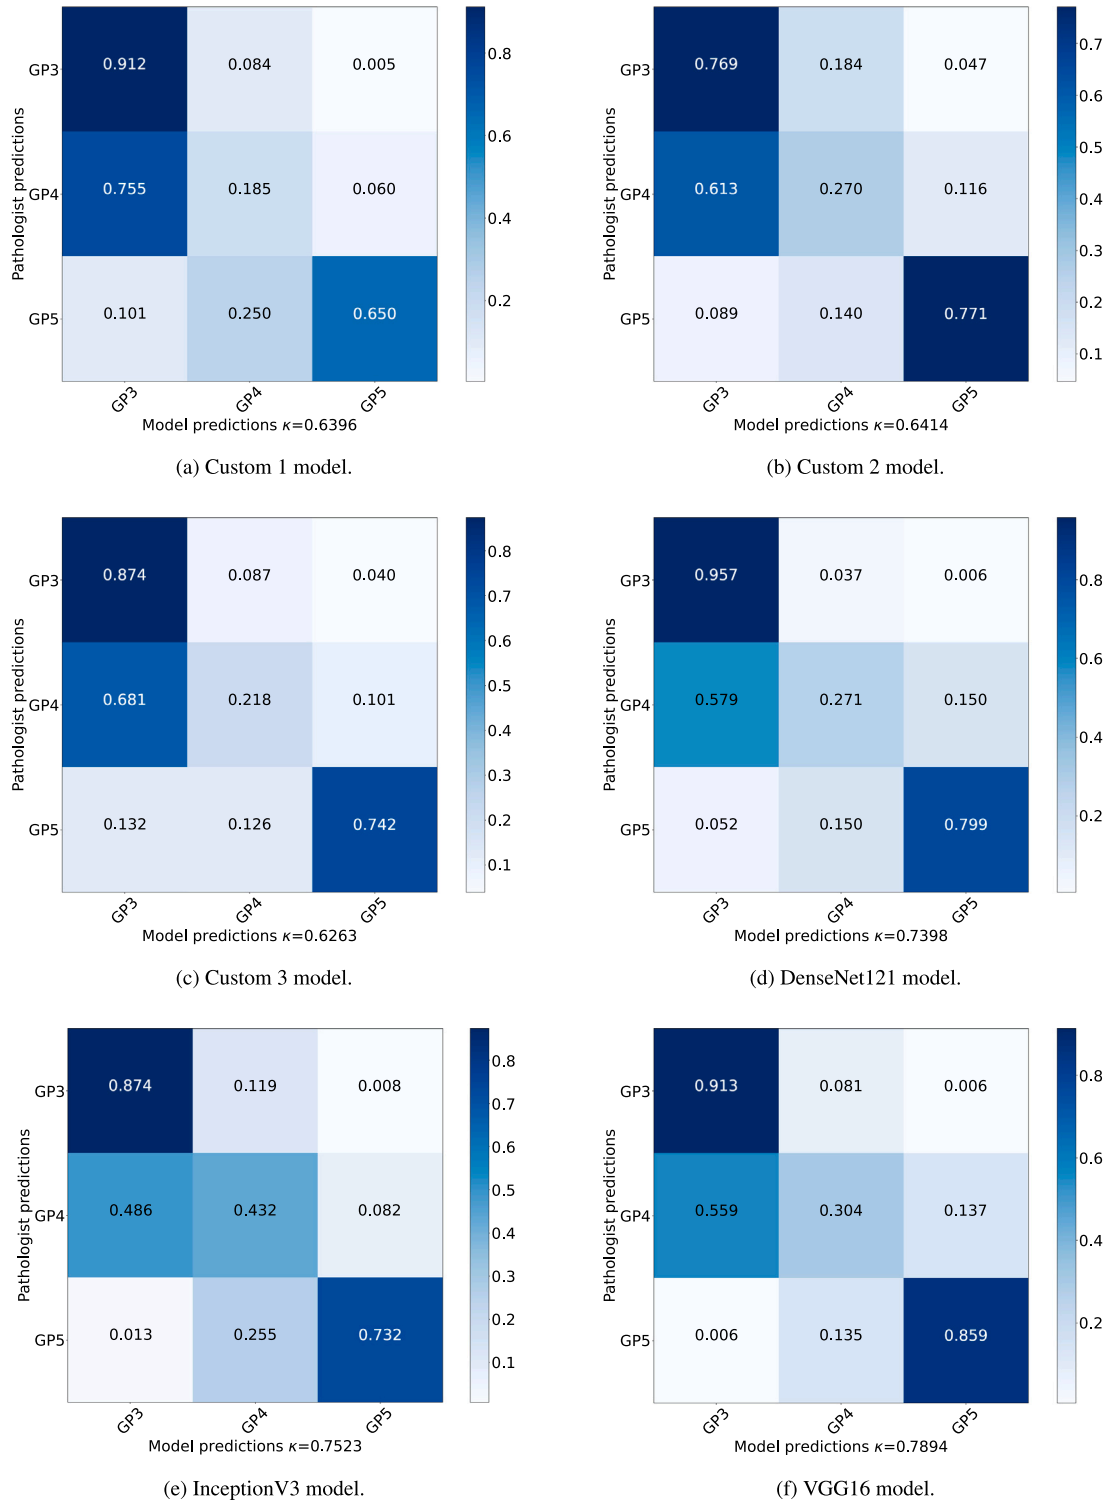 GP3 0.912 0.084 0.005
GP4 0.755 0.185 0.060
GP5 0.101 0.250 0.650
Pathologist predictions
0.8
0.6
0.4
0.2
GP3 GP4 GP5
Model predictions κ=0.6396
(a) Custom 1 model.
GP3 0.769 0.184 0.047
GP4 0.613 0.270 0.116
GP5 0.089 0.140 0.771
Pathologist predictions
0.7
0.6
0.5
0.4
0.3
0.2
0.1
GP3 GP4 GP5
Model predictions κ=0.6414
(b) Custom 2 model.
GP3 0.874 0.087 0.040
GP4 0.681 0.218 0.101
GP5 0.132 0.126 0.742
Pathologist predictions
0.8
0.7
0.6
0.5
0.4
0.3
0.2
0.1
GP3 GP4 GP5
Model predictions κ=0.6263
(c) Custom 3 model.
GP3 0.957 0.037 0.006
GP4 0.579 0.271 0.150
GP5 0.052 0.150 0.799
Pathologist predictions
0.8
0.6
0.4
0.2
GP3 GP4 GP5
Model predictions κ=0.7398
(d) DenseNet121 model.
GP3 0.874 0.119 0.008
GP4 0.486 0.432 0.082
GP5 0.013 0.255 0.732
Pathologist predictions
0.8
0.7
0.6
0.5
0.4
0.3
0.2
0.1
GP3 GP4 GP5
Model predictions κ=0.7523
(e) InceptionV3 model.
GP3 0.913 0.081 0.006
GP4 0.559 0.304 0.137
GP5 0.006 0.135 0.859
Pathologist predictions
0.8
0.6
0.4
0.2
GP3 GP4 GP5
Model predictions κ=0.7894
(f) VGG16 model.